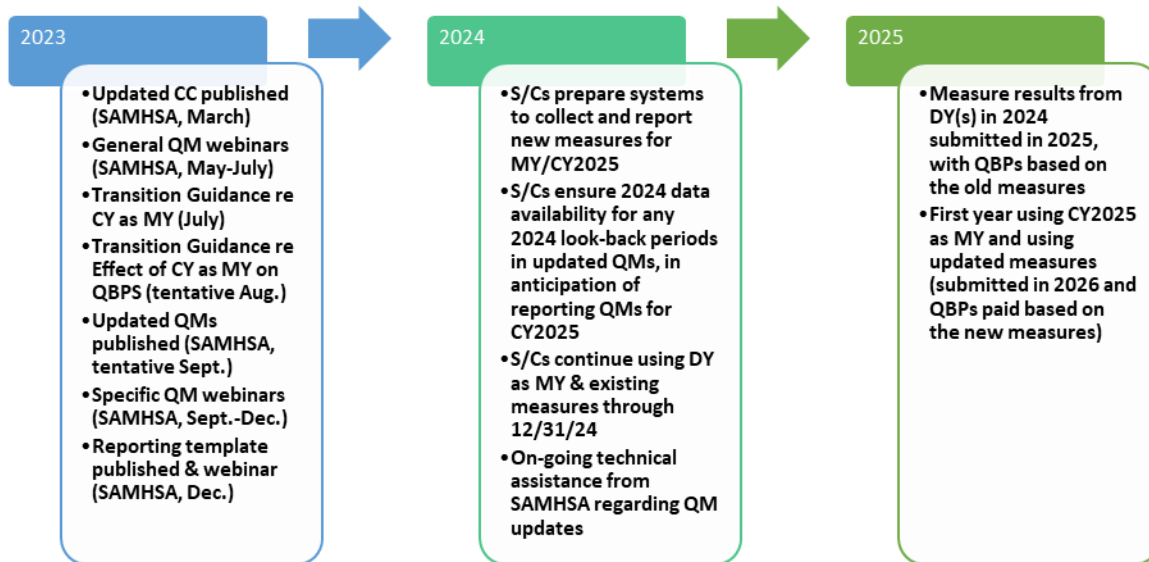 2023
•Updated CC published
(SAMHSA, March)
•General QM webinars
(SAMHSA, May-July)
•Transition Guidance re
CY as MY (July)
•Transition Guidance re
Effect of CY as MY on
QBPS (tentative Aug.)
•Updated QMs
published (SAMHSA,
tentative Sept.)
•Specific QM webinars
(SAMHSA, Sept.-Dec.)
•Reporting template
published & webinar
(SAMHSA, Dec.)
2024
•S/Cs prepare systems
to collect and report
new measures for
MY/CY2025
•S/Cs ensure 2024 data
availability for any
2024 look-back periods
in updated QMs, in
anticipation of
reporting QMs for
CY2025
•S/Cs continue using DY
as MY & existing
measures through
12/31/24
•On-going technical
assistance from
SAMHSA regarding QM
updates
2025
•Measure results from
DY(s) in 2024
submitted in 2025,
with QBPs based on
the old measures
•First year using CY2025
as MY and using
updated measures
(submitted in 2026 and
QBPs paid based on
the new measures)